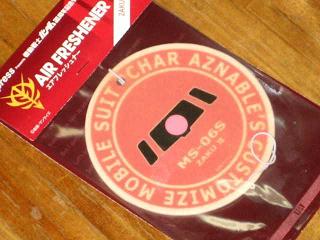 AIR FRESHENER
エアフレッシュナー
MOBILE SUIT CHAR AZNABLE'S CUSTOMIZE
MS-06S
ZAKU II
ZAKU